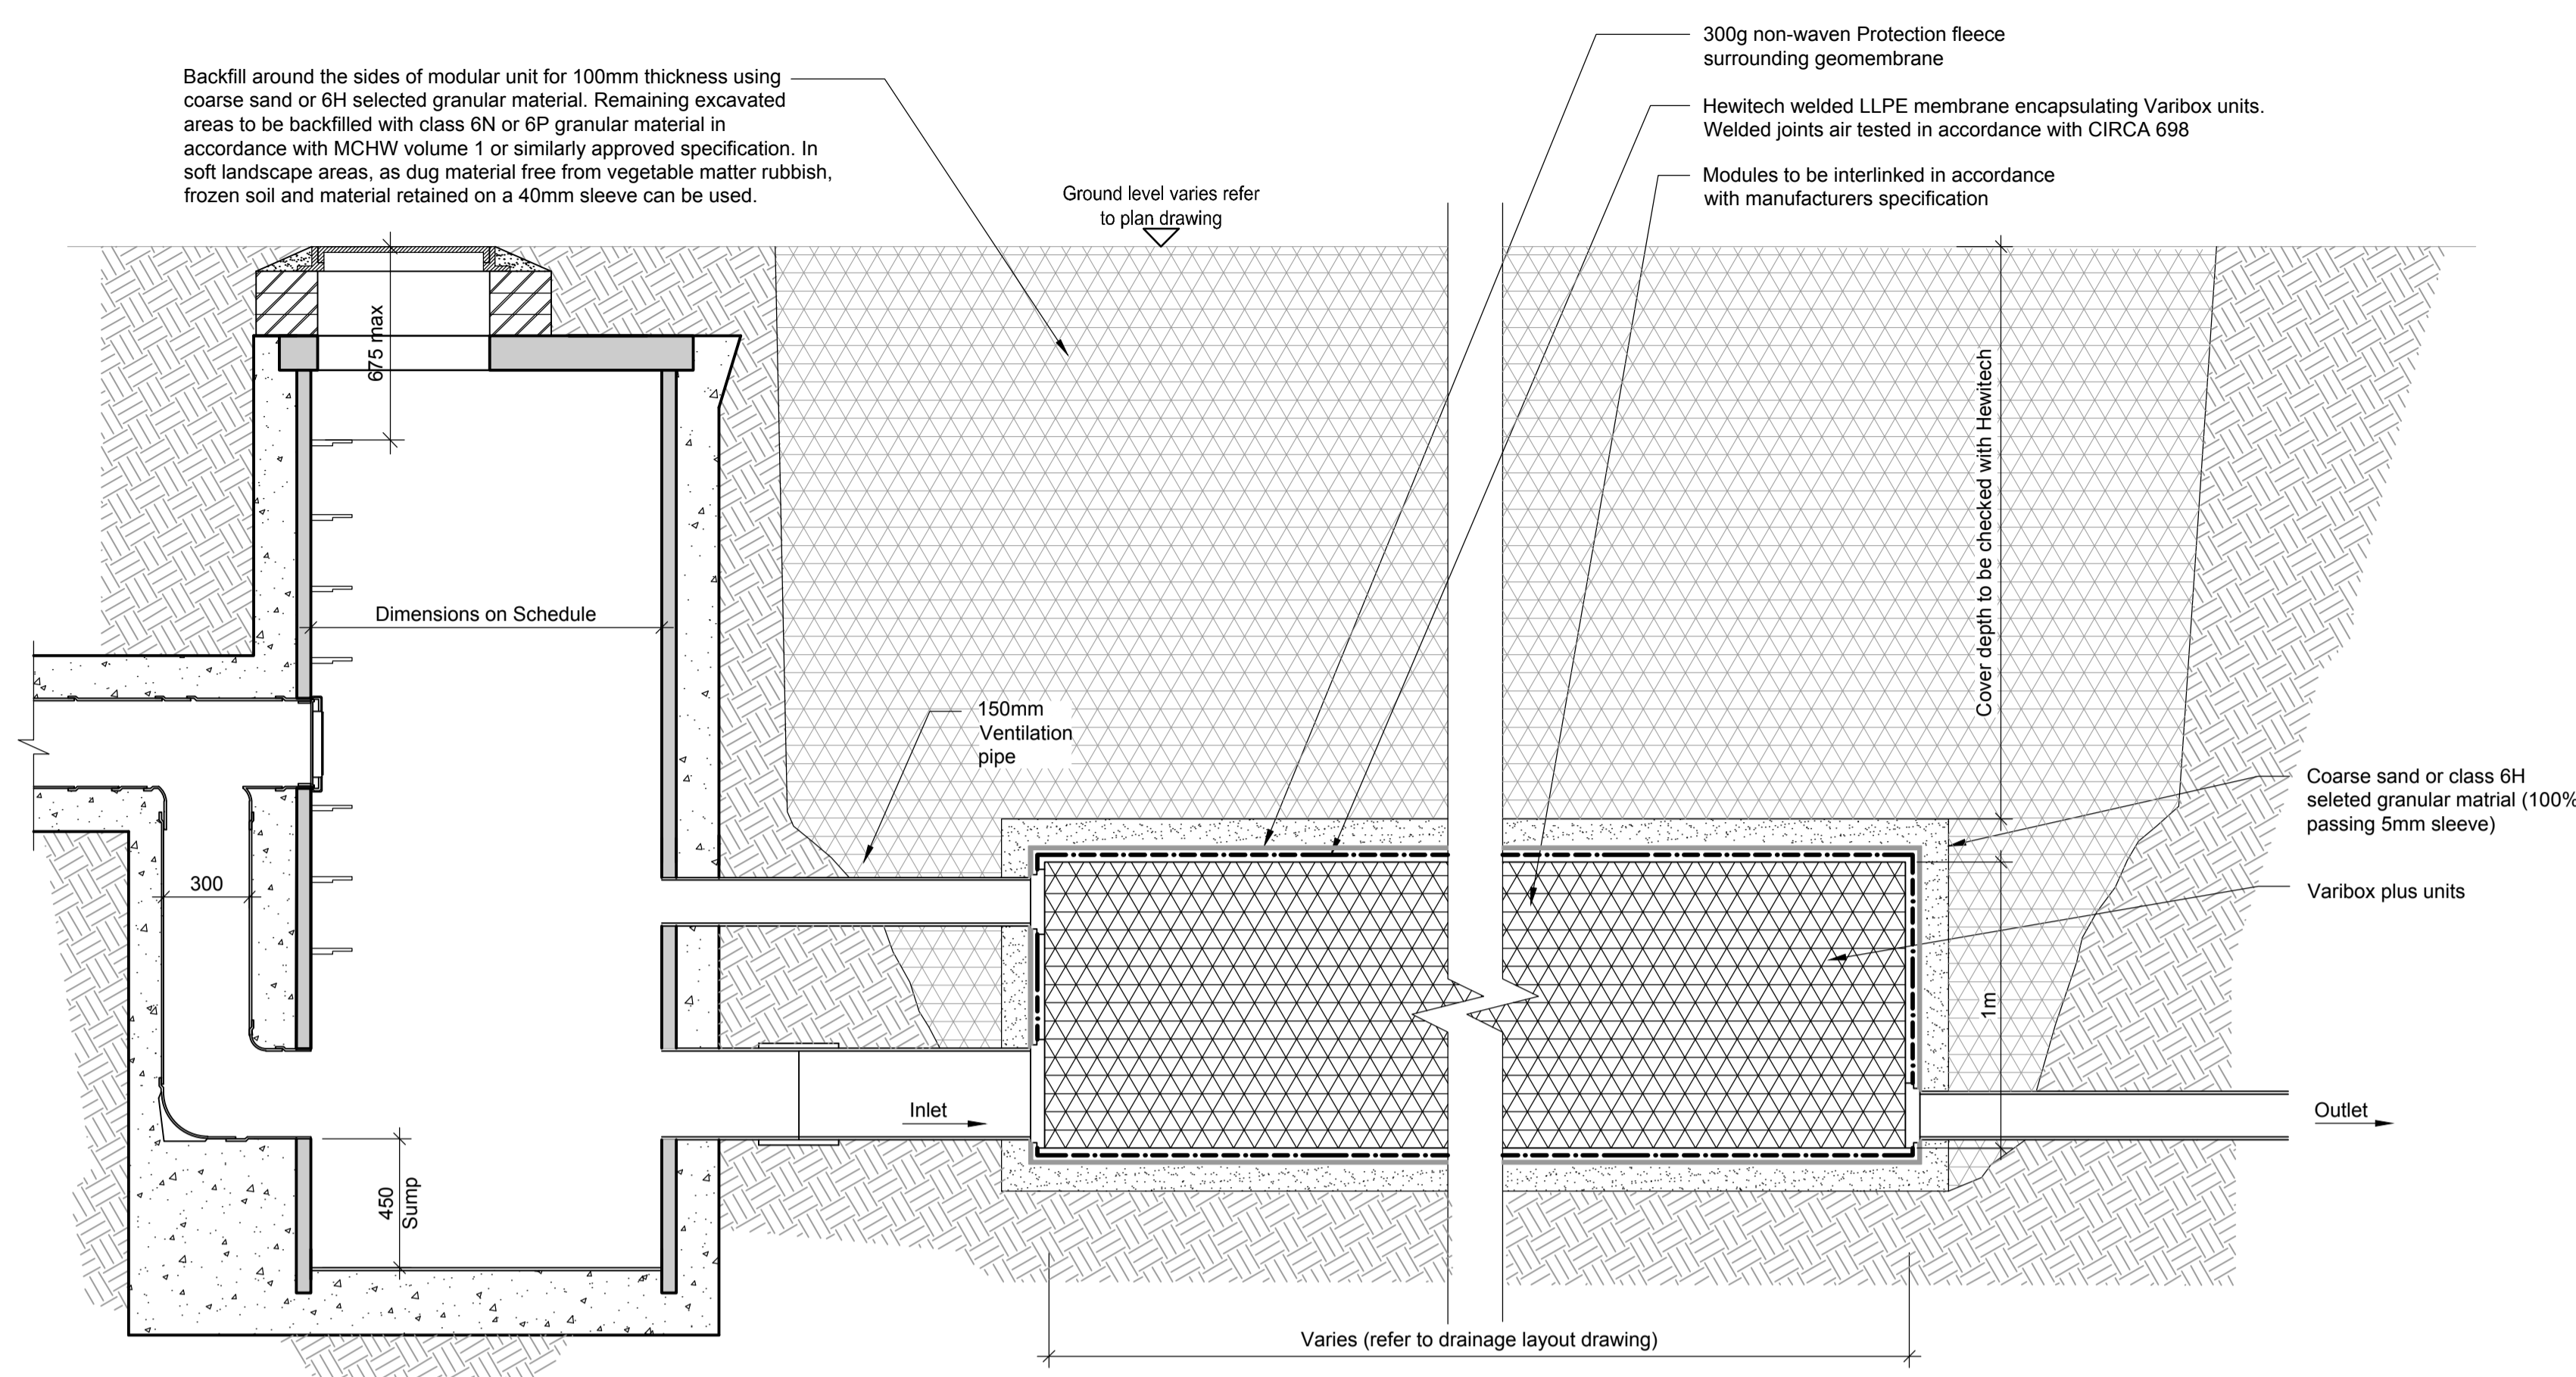 Backfill around the sides of modular unit for 100mm thickness using
coarse sand or 6H selected granular material. Remaining excavated
areas to be backfilled with class 6N or 6P granular material in
accordance with MCHW volume 1 or similarly approved specification. In
soft landscape areas, as dug material free from vegetable matter rubbish,
frozen soil and material retained on a 40mm sleeve can be used.
300g non-waven Protection fleece
surrounding geomembrane
Hewitech welded LLPE membrane encapsulating Varibox units.
Welded joints air tested in accordance with CIRCA 698
Modules to be interlinked in accordance
with manufacturers specification
Ground level varies refer
to plan drawing
675 max
Dimensions on Schedule
Cover depth to be checked with Hewitech
150mm
Ventilation
pipe
Coarse sand or class 6H
seleted granular matrial (100%
passing 5mm sleeve)
300
Varibox plus units
1m
Inlet
Outlet
450
Sump
Varies (refer to drainage layout drawing)